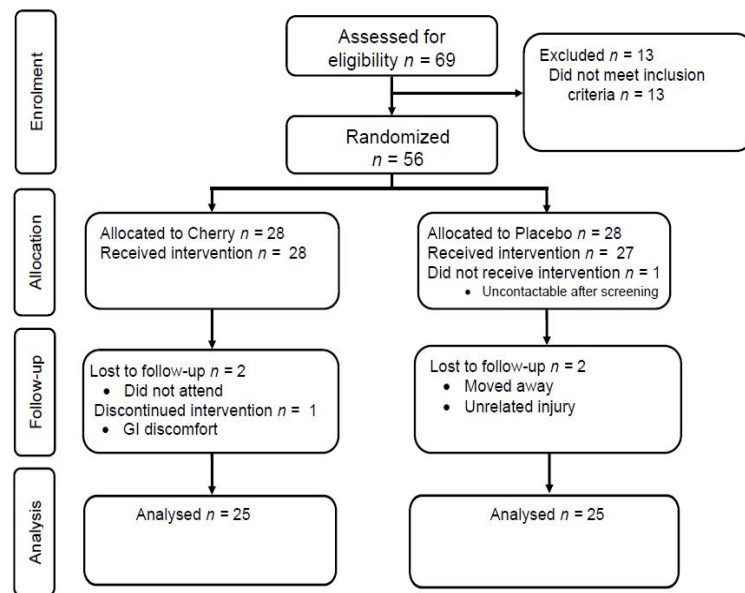 Enrolment
Assessed for
eligibility n = 69
Excluded n = 13
Did not meet inclusion
criteria n = 13
Randomized
n = 56
Allocation
Allocated to Cherry n = 28
Received intervention n = 28
Allocated to Placebo n = 28
Received intervention n = 27
Did not receive intervention n = 1
• Uncontactable after screening
Follow-up
Lost to follow-up n = 2
• Did not attend
Discontinued intervention n = 1
• GI discomfort
Lost to follow-up n = 2
• Moved away
• Unrelated injury
Analysis
Analysed n = 25
Analysed n = 25